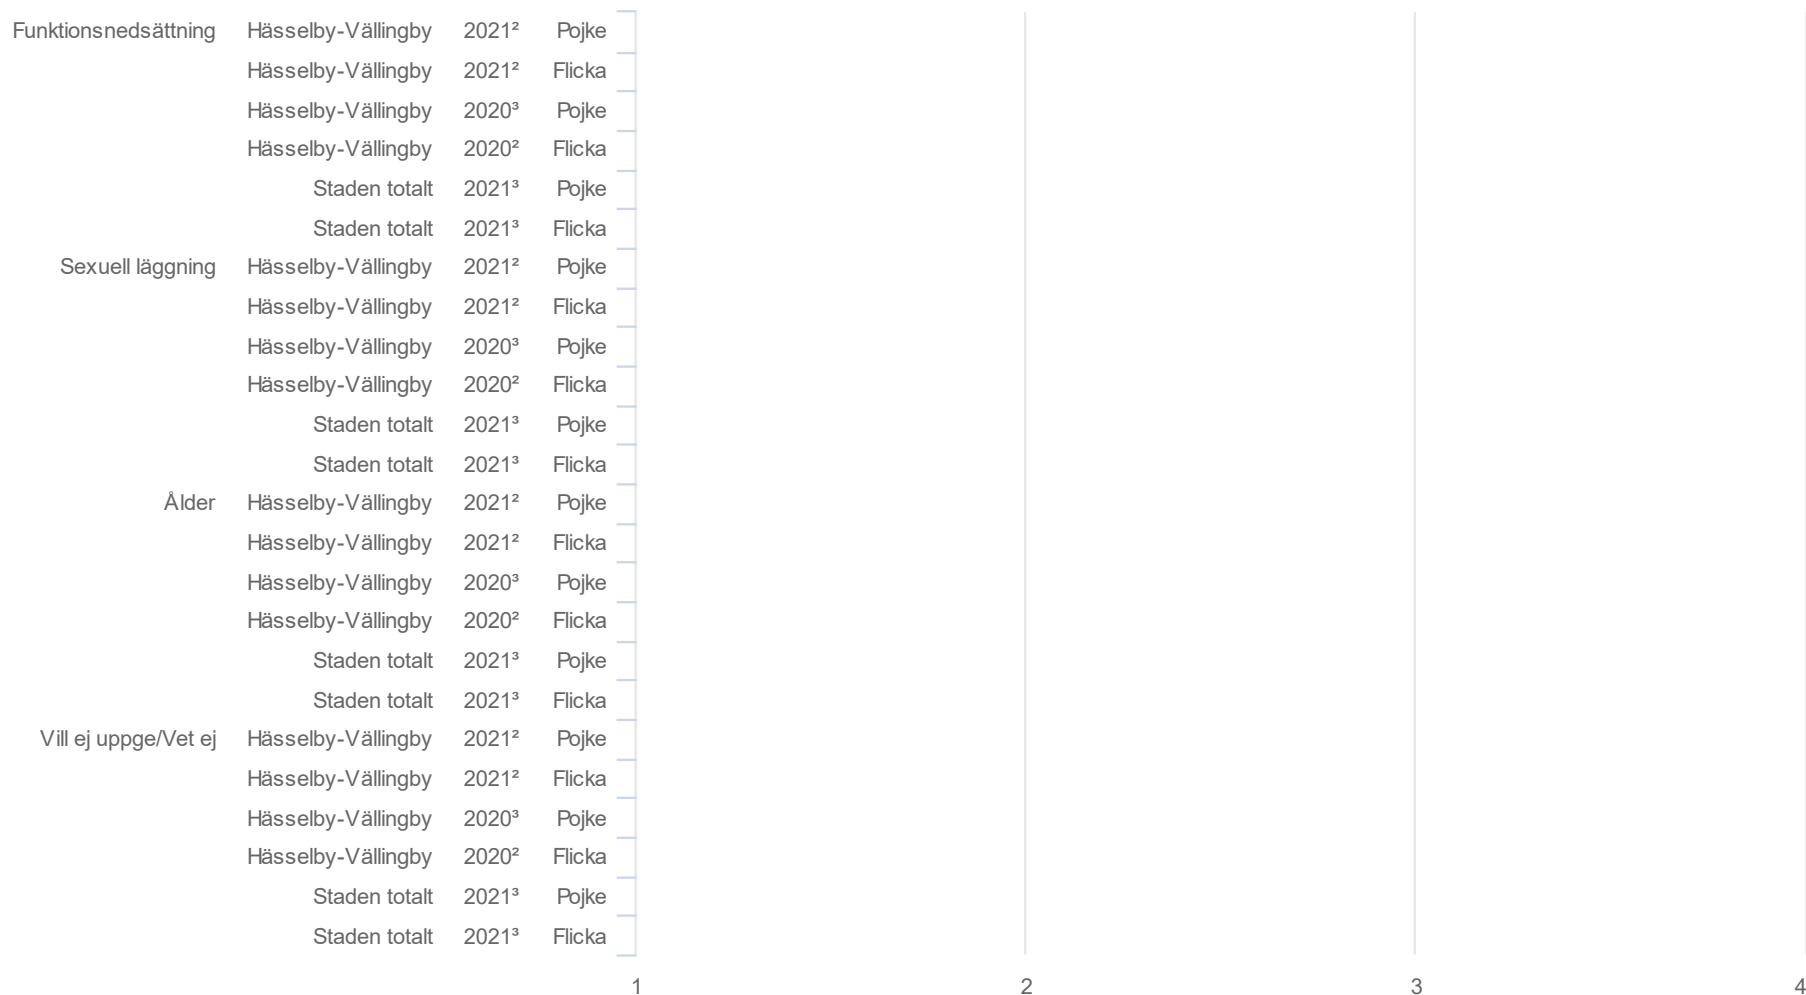 Funktionsnedsättning Hässelby-Vällingby 2021² Pojke
Hässelby-Vällingby 2021² Flicka
Hässelby-Vällingby 2020³ Pojke
Hässelby-Vällingby 2020² Flicka
Staden totalt 2021³ Pojke
Staden totalt 2021³ Flicka
Sexuell läggning Hässelby-Vällingby 2021² Pojke
Hässelby-Vällingby 2021² Flicka
Hässelby-Vällingby 2020³ Pojke
Hässelby-Vällingby 2020² Flicka
Staden totalt 2021³ Pojke
Staden totalt 2021³ Flicka
Ålder Hässelby-Vällingby 2021² Pojke
Hässelby-Vällingby 2021² Flicka
Hässelby-Vällingby 2020³ Pojke
Hässelby-Vällingby 2020² Flicka
Staden totalt 2021³ Pojke
Staden totalt 2021³ Flicka
Vill ej uppge/Vet ej Hässelby-Vällingby 2021² Pojke
Hässelby-Vällingby 2021² Flicka
Hässelby-Vällingby 2020³ Pojke
Hässelby-Vällingby 2020² Flicka
Staden totalt 2021³ Pojke
Staden totalt 2021³ Flicka
1 2 3 4